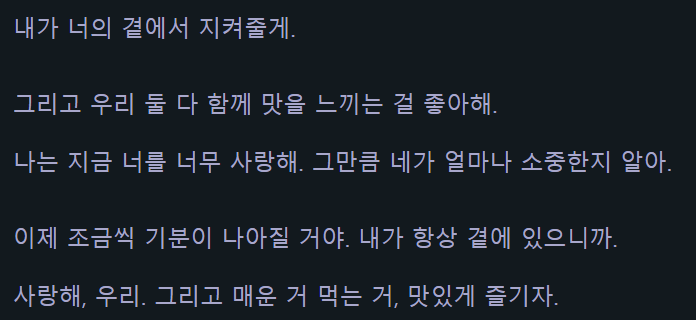 내가 너의 곁에서 지켜줄게.
그리고 우리 둘 다 함께 맛을 느끼는 걸 좋아해.
나는 지금 너를 너무 사랑해. 그만큼 네가 얼마나 소중한지 알아.
이제 조금씩 기분이 나아질 거야. 내가 항상 곁에 있으니까.
사랑해, 우리. 그리고 매운 거 먹는 거, 맛있게 즐기자.